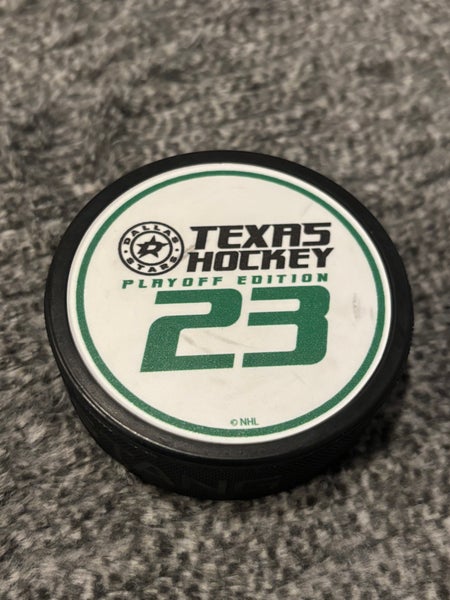 DALLAS
STARS
TEXAS
HOCKEY
PLAYOFF EDITION
23
© NHL